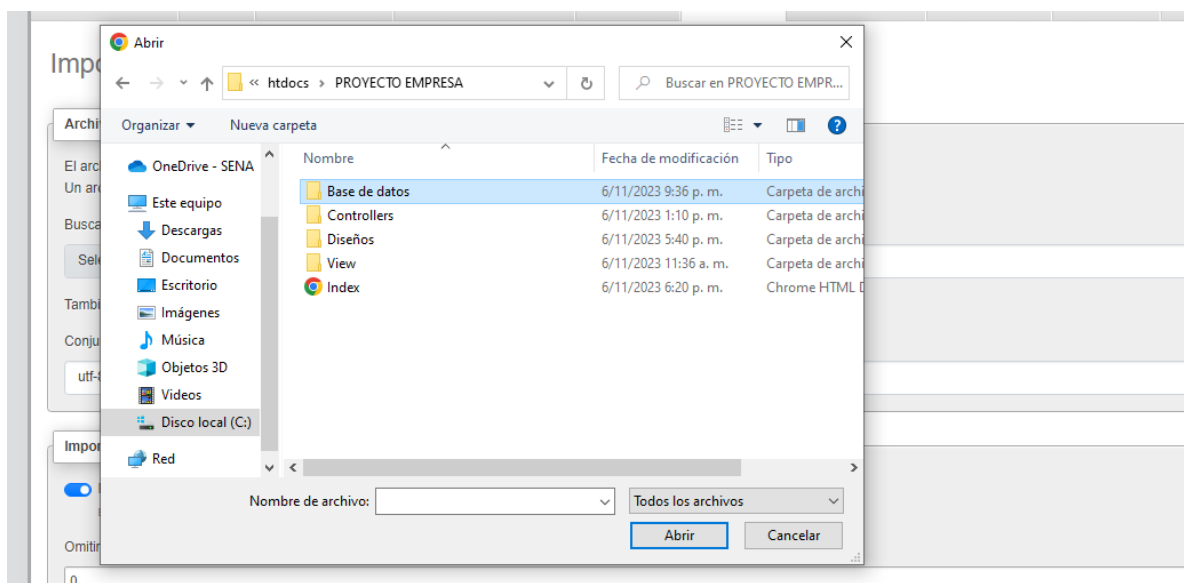 Abrir
Impo
htdocs > PROYECTO EMPRESA
Buscar en PROYECTO EMPR...
Organizar
Nueva carpeta
Archi
El arc
Un arc
Busca
Sele
Tambi
Conju
utf-8
Impor
Omitir
0
OneDrive - SENA
Este equipo
Descargas
Documentos
Escritorio
Imágenes
Música
Objetos 3D
Videos
Disco local (C:)
Red
Nombre Fecha de modificación Tipo
Base de datos 6/11/2023 9:36 p. m. Carpeta de archi
Controllers 6/11/2023 1:10 p. m. Carpeta de archi
Diseños 6/11/2023 5:40 p. m. Carpeta de archi
View 6/11/2023 11:36 a. m. Carpeta de archi
Index 6/11/2023 6:20 p. m. Chrome HTML D
Nombre de archivo: Todos los archivos
Abrir Cancelar